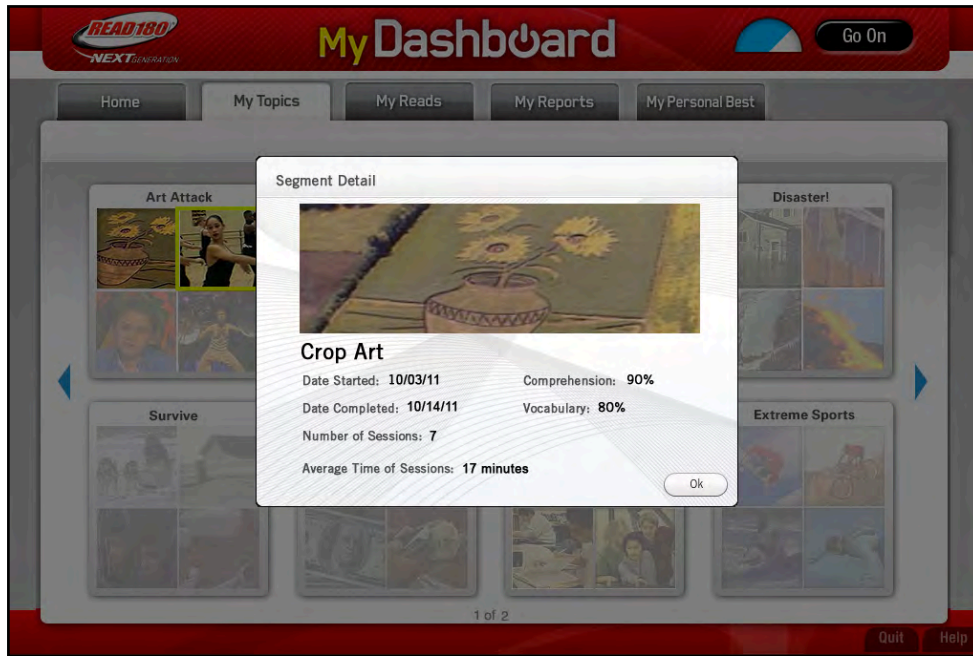 READ 180
NEXT GENERATION
My Dashboard
Go On
Home
My Topics
My Reads
My Reports
My Personal Best
Segment Detail
Art Attack
Disaster!
Crop Art
Date Started: 10/03/11
Comprehension: 90%
Date Completed: 10/14/11
Vocabulary: 80%
Number of Sessions: 7
Average Time of Sessions: 17 minutes
Ok
Survive
Extreme Sports
1 of 2
Quit
Help